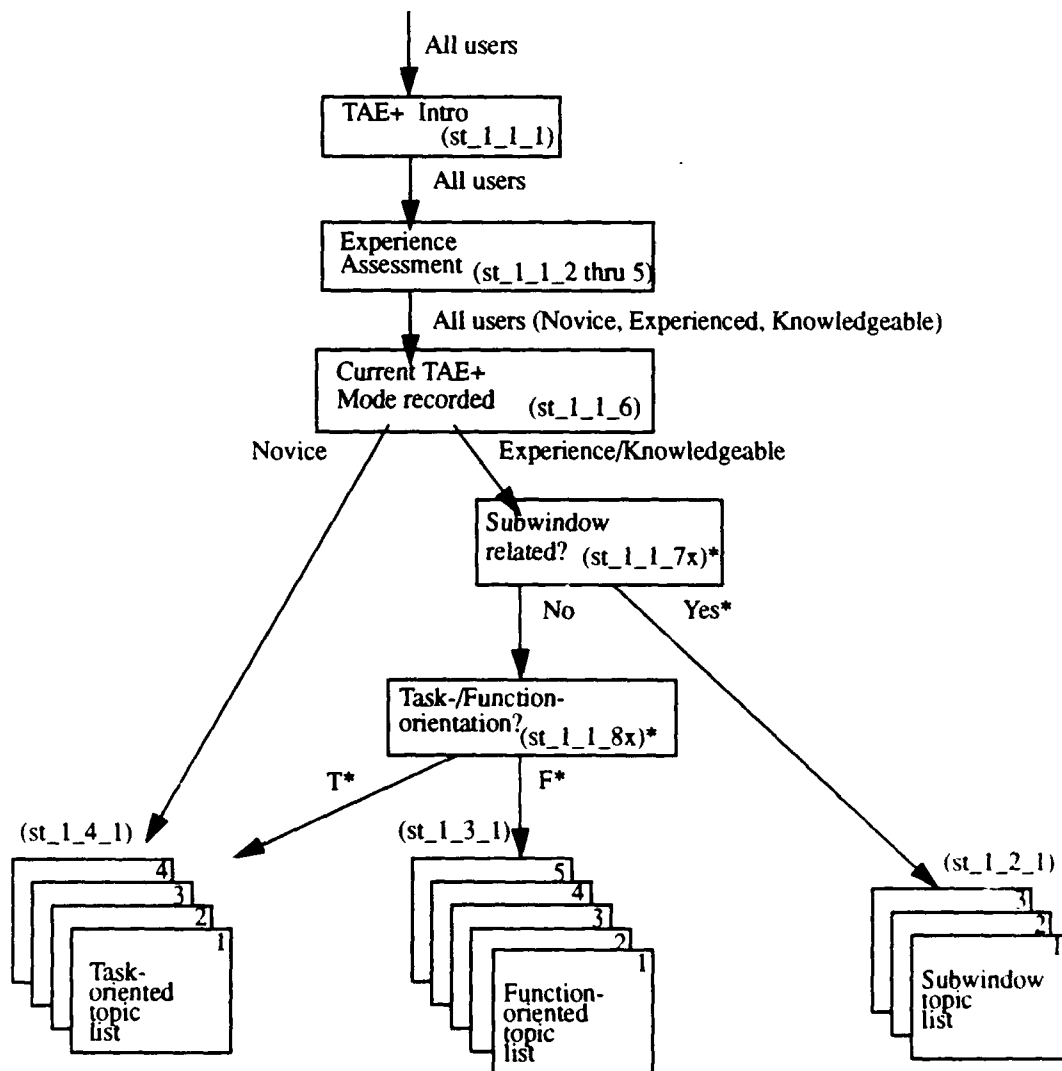 All users
TAE+ Intro
(st_1_1_1)
All users
Experience
Assessment (st_1_1_2 thru 5)
All users (Novice, Experienced, Knowledgeable)
Current TAE+
Mode recorded (st_1_1_6)
Novice
Experience/Knowledgeable
Subwindow
related? (st_1_1_7x)*
No
Yes*
Task-/Function-
orientation? (st_1_1_8x)*
T*
F*
(st_1_4_1)
4
3
2
1
Task-
oriented
topic
list
(st_1_3_1)
5
4
3
2
1
Function-
oriented
topic
list
(st_1_2_1)
3
2
1
Subwindow
topic
list